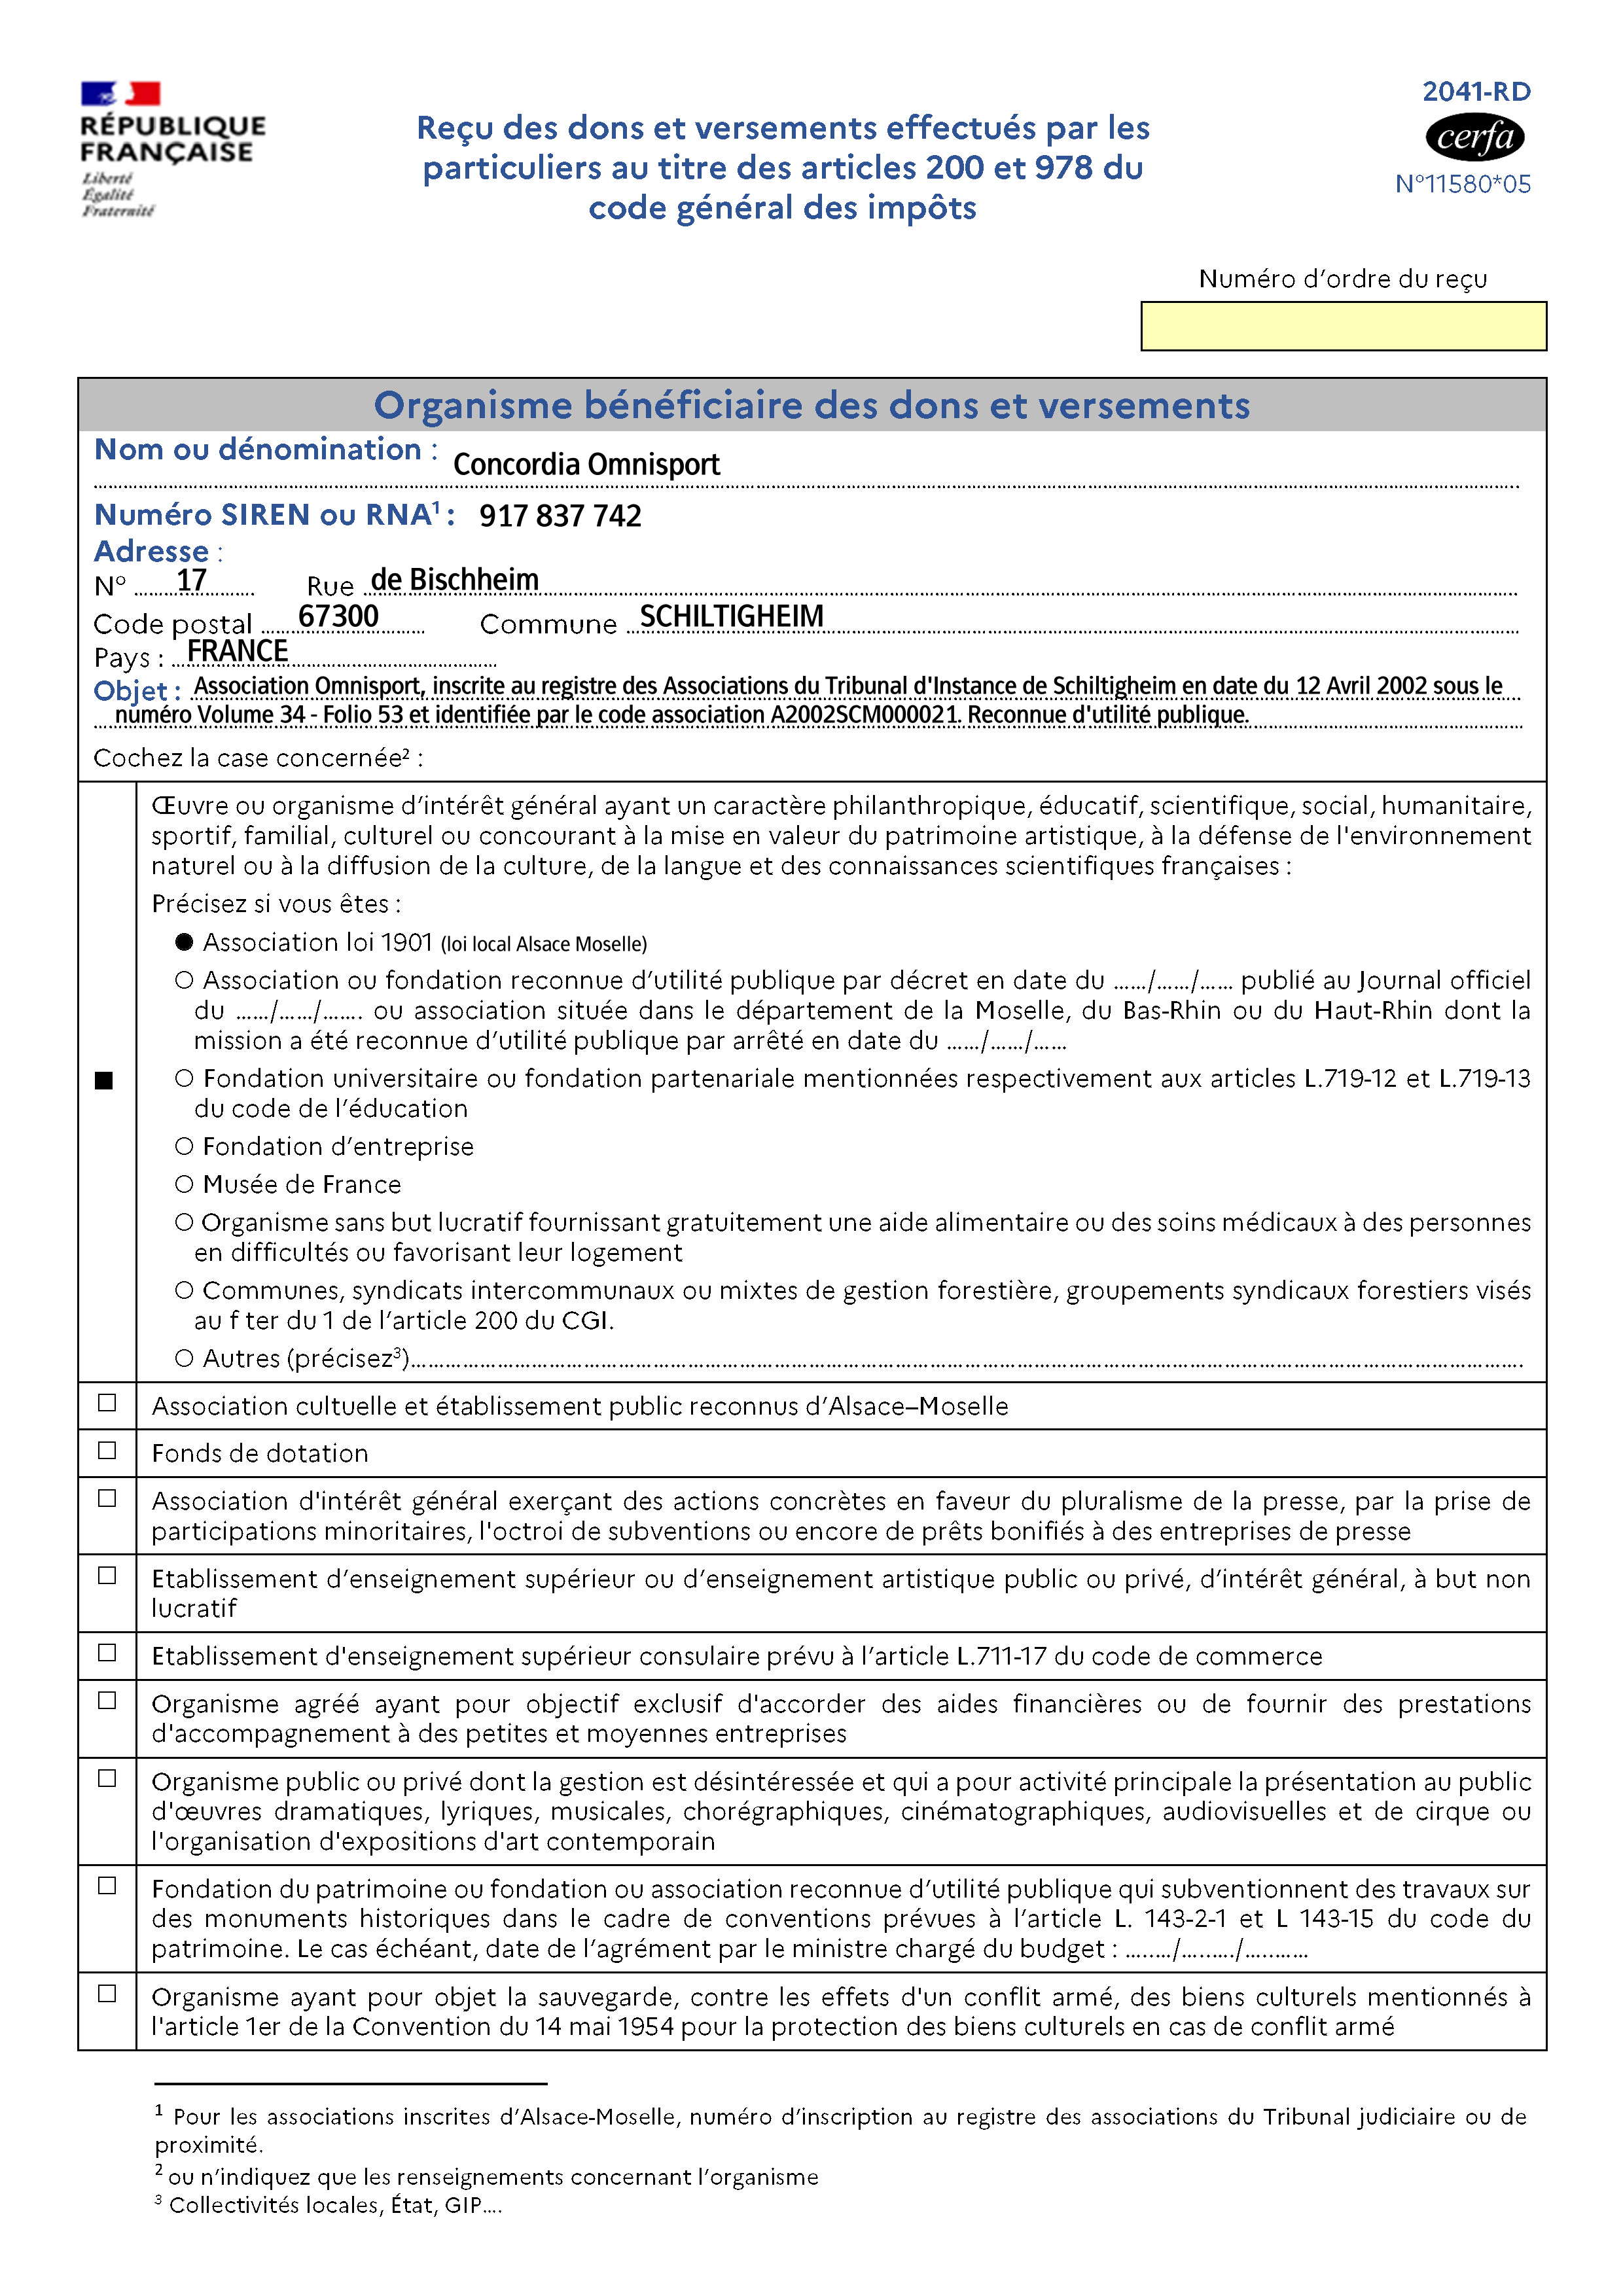 RÉPUBLIQUE
FRANÇAISE
Liberté
Égalité
Fraternité
Reçu des dons et versements effectués par les
particuliers au titre des articles 200 et 978 du
code général des impôts
2041-RD
cerfa
N°11580*05
Numéro d’ordre du reçu
Organisme bénéficiaire des dons et versements
Nom ou dénomination : Concordia Omnisport
Numéro SIREN ou RNA¹ : 917 837 742
Adresse :
N° 17 Rue de Bischheim
Code postal 67300 Commune SCHILTIGHEIM
Pays : FRANCE
Objet : Association Omnisport, inscrite au registre des Associations du Tribunal d'Instance de Schiltigheim en date du 12 Avril 2002 sous le
numéro Volume 34 - Folio 53 et identifiée par le code association A2002SCM000021. Reconnue d'utilité publique.
Cochez la case concernée² :
Œuvre ou organisme d’intérêt général ayant un caractère philanthropique, éducatif, scientifique, social, humanitaire,
sportif, familial, culturel ou concourant à la mise en valeur du patrimoine artistique, à la défense de l'environnement
naturel ou à la diffusion de la culture, de la langue et des connaissances scientifiques françaises :
Précisez si vous êtes :
● Association loi 1901 (loi local Alsace Moselle)
○ Association ou fondation reconnue d’utilité publique par décret en date du ……/……/…… publié au Journal officiel
du ……/……/……. ou association située dans le département de la Moselle, du Bas-Rhin ou du Haut-Rhin dont la
mission a été reconnue d’utilité publique par arrêté en date du ……/……/……
■ ○ Fondation universitaire ou fondation partenariale mentionnées respectivement aux articles L.719-12 et L.719-13
du code de l’éducation
○ Fondation d’entreprise
○ Musée de France
○ Organisme sans but lucratif fournissant gratuitement une aide alimentaire ou des soins médicaux à des personnes
en difficultés ou favorisant leur logement
○ Communes, syndicats intercommunaux ou mixtes de gestion forestière, groupements syndicaux forestiers visés
au f ter du 1 de l’article 200 du CGI.
○ Autres (précisez³)……………………………………………………………………
☐ Association cultuelle et établissement public reconnus d’Alsace–Moselle
☐ Fonds de dotation
☐ Association d'intérêt général exerçant des actions concrètes en faveur du pluralisme de la presse, par la prise de
participations minoritaires, l'octroi de subventions ou encore de prêts bonifiés à des entreprises de presse
☐ Etablissement d’enseignement supérieur ou d’enseignement artistique public ou privé, d’intérêt général, à but non
lucratif
☐ Etablissement d'enseignement supérieur consulaire prévu à l’article L.711-17 du code de commerce
☐ Organisme agréé ayant pour objectif exclusif d'accorder des aides financières ou de fournir des prestations
d'accompagnement à des petites et moyennes entreprises
☐ Organisme public ou privé dont la gestion est désintéressée et qui a pour activité principale la présentation au public
d'œuvres dramatiques, lyriques, musicales, chorégraphiques, cinématographiques, audiovisuelles et de cirque ou
l'organisation d'expositions d'art contemporain
☐ Fondation du patrimoine ou fondation ou association reconnue d’utilité publique qui subventionnent des travaux sur
des monuments historiques dans le cadre de conventions prévues à l’article L. 143-2-1 et L 143-15 du code du
patrimoine. Le cas échéant, date de l’agrément par le ministre chargé du budget : ……../………/……….
☐ Organisme ayant pour objet la sauvegarde, contre les effets d'un conflit armé, des biens culturels mentionnés à
l'article 1er de la Convention du 14 mai 1954 pour la protection des biens culturels en cas de conflit armé
¹ Pour les associations inscrites d’Alsace-Moselle, numéro d’inscription au registre des associations du Tribunal judiciaire ou de
proximité.
² ou n’indiquez que les renseignements concernant l’organisme
³ Collectivités locales, État, GIP….